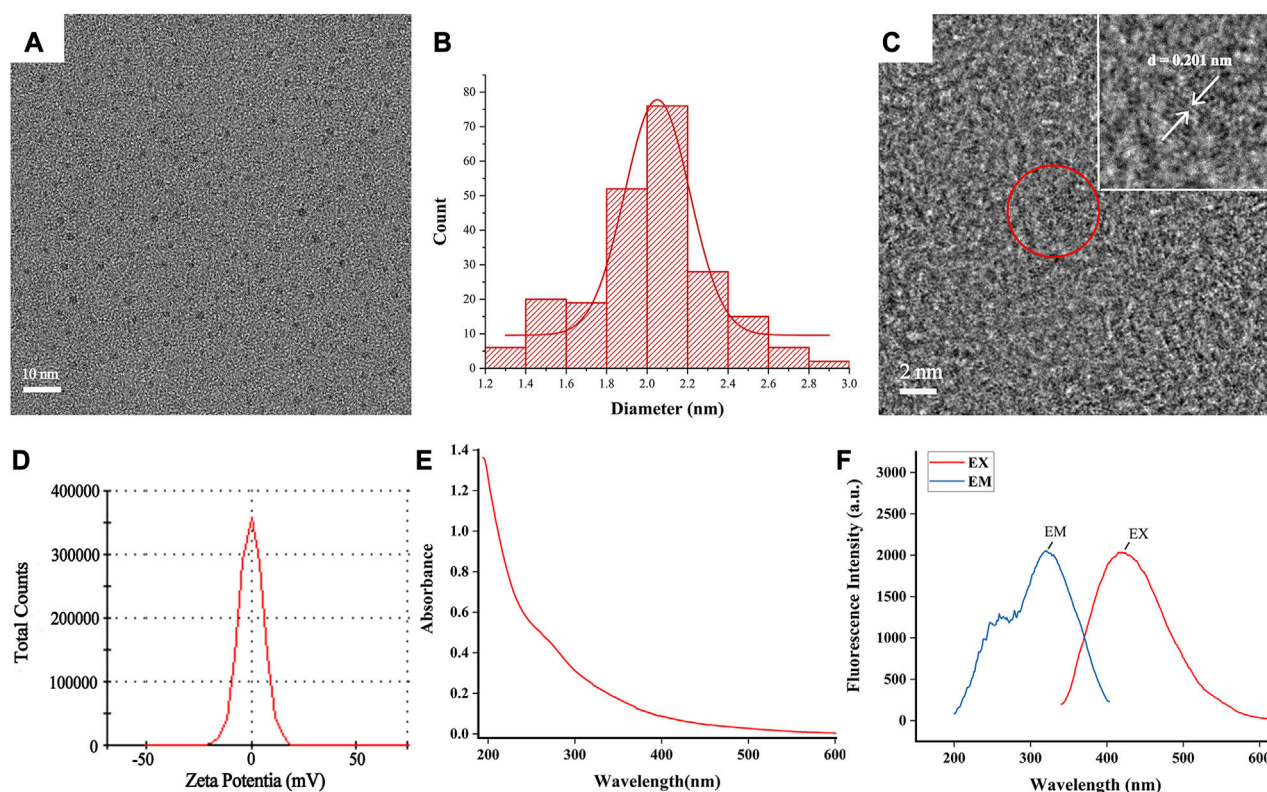 A
10 nm
B
80
70
60
50
40
30
20
10
0
Count
1.2 1.4 1.6 1.8 2.0 2.2 2.4 2.6 2.8 3.0
Diameter (nm)
C
d = 0.201 nm
2 nm
D
400000
300000
200000
100000
0
Total Counts
-50 0 50
Zeta Potentia (mV)
E
1.4
1.2
1.0
0.8
0.6
0.4
0.2
0.0
Absorbance
200 300 400 500 600
Wavelength(nm)
F
EX
EM
3000
2500
2000
1500
1000
500
0
Fluorescence Intensity (a.u.)
EM EX
200 300 400 500 600
Wavelength (nm)